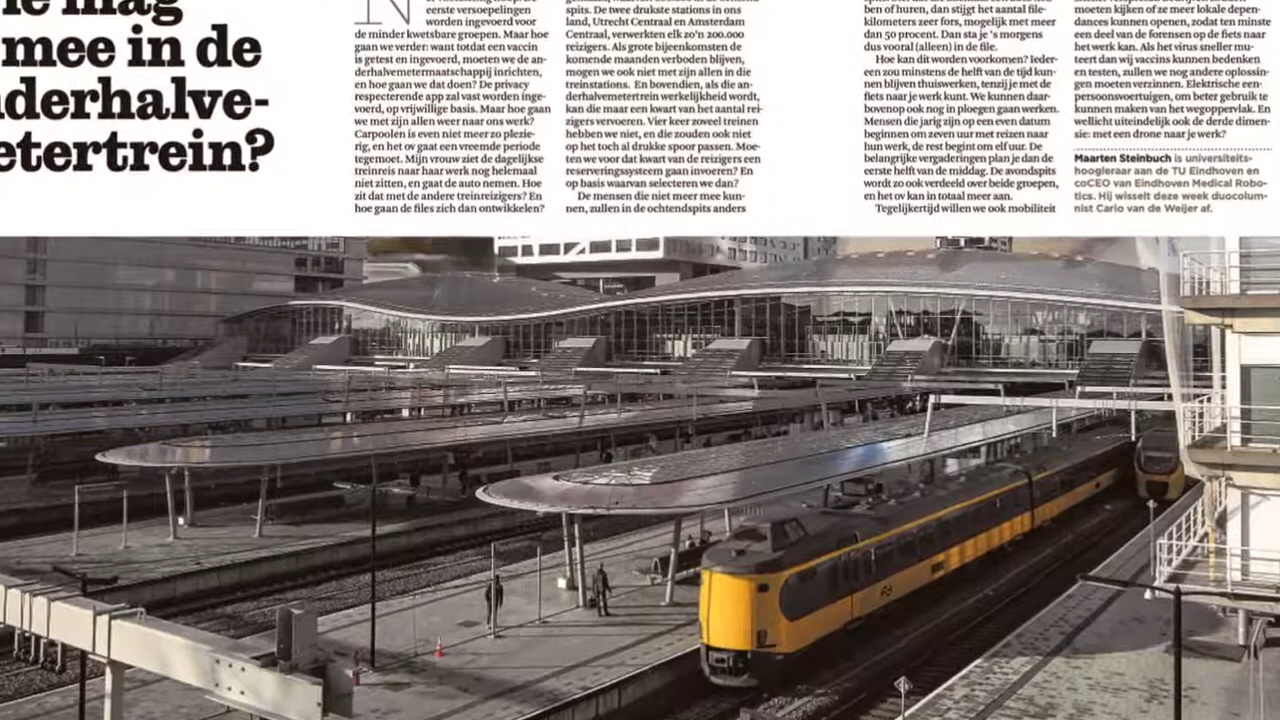 ie mag
mee in de
nderhalve-
etertrein?
N
eerste versoepelingen
worden ingevoerd voor
de minder kwetsbare groepen. Maar hoe
gaan we verder: want totdat een vaccin
is getest en ingevoerd, moeten we de an-
derhalvemetermaatschappij inrichten,
en hoe gaan we dat doen? De privacy
respecterende app zal vast worden inge-
voerd, op vrijwillige basis. Maar hoe gaan
we met zijn allen weer naar ons werk?
Carpoolen is even niet meer zo plezie-
rig, en het ov gaat een vreemde periode
tegemoet. Mijn vrouw ziet de dagelijkse
treinreis naar haar werk nog helemaal
niet zitten, en gaat de auto nemen. Hoe
zit dat met de andere treinreizigers? En
hoe gaan de files zich dan ontwikkelen?
spits. De twee drukste stations in ons
land, Utrecht Centraal en Amsterdam
Centraal, verwerkten elk zo'n 200.000
reizigers. Als grote bijeenkomsten de
komende maanden verboden blijven,
mogen we ook niet met zijn allen in die
treinstations. En bovendien, als die an-
derhalvemetertrein werkelijkheid wordt,
kan die maar een kwart van het aantal rei-
zigers vervoeren. Vier keer zoveel treinen
hebben we niet, en die zouden ook niet
op het toch al drukke spoor passen. Moe-
ten we voor dat kwart van de reizigers een
reserveringssysteem gaan invoeren? En
op basis waarvan selecteren we dan?
De mensen die niet meer mee kun-
nen, zullen in de ochtendspits anders
ben of huren, dan stijgt het aantal file-
kilometers zeer fors, mogelijk met meer
dan 50 procent. Dan sta je 's morgens
dus vooral (alleen) in de file.
Hoe kan dit worden voorkomen? Ieder-
een zou minstens de helft van de tijd kun-
nen blijven thuiswerken, tenzij je met de
fiets naar je werk kunt. We kunnen daar-
bovenop ook nog in ploegen gaan werken.
Mensen die jarig zijn op een even datum
beginnen om zeven uur met reizen naar
hun werk, de rest begint om elf uur. De
belangrijke vergaderingen plan je dan de
eerste helft van de middag. De avondspits
wordt zo ook verdeeld over beide groepen,
en het ov kan in totaal meer aan.
Tegelijkertijd willen we ook mobiliteit
moeten kijken of ze meer lokale depen-
dances kunnen openen, zodat ten minste
een deel van de forensen op de fiets naar
het werk kan. Als het virus sneller mu-
teert dan wij vaccins kunnen bedenken
en testen, zullen we nog andere oplossin-
gen moeten verzinnen. Elektrische een-
persoonsvoertuigen, om beter gebruik te
kunnen maken van het wegoppervlak. En
wellicht uiteindelijk ook de derde dimen-
sie: met een drone naar je werk?
Maarten Steinbuch is universiteits-
hoogleraar aan de TU Eindhoven en
coCEO van Eindhoven Medical Robo-
tics. Hij wisselt deze week duocolum-
nist Carlo van de Weijer af.